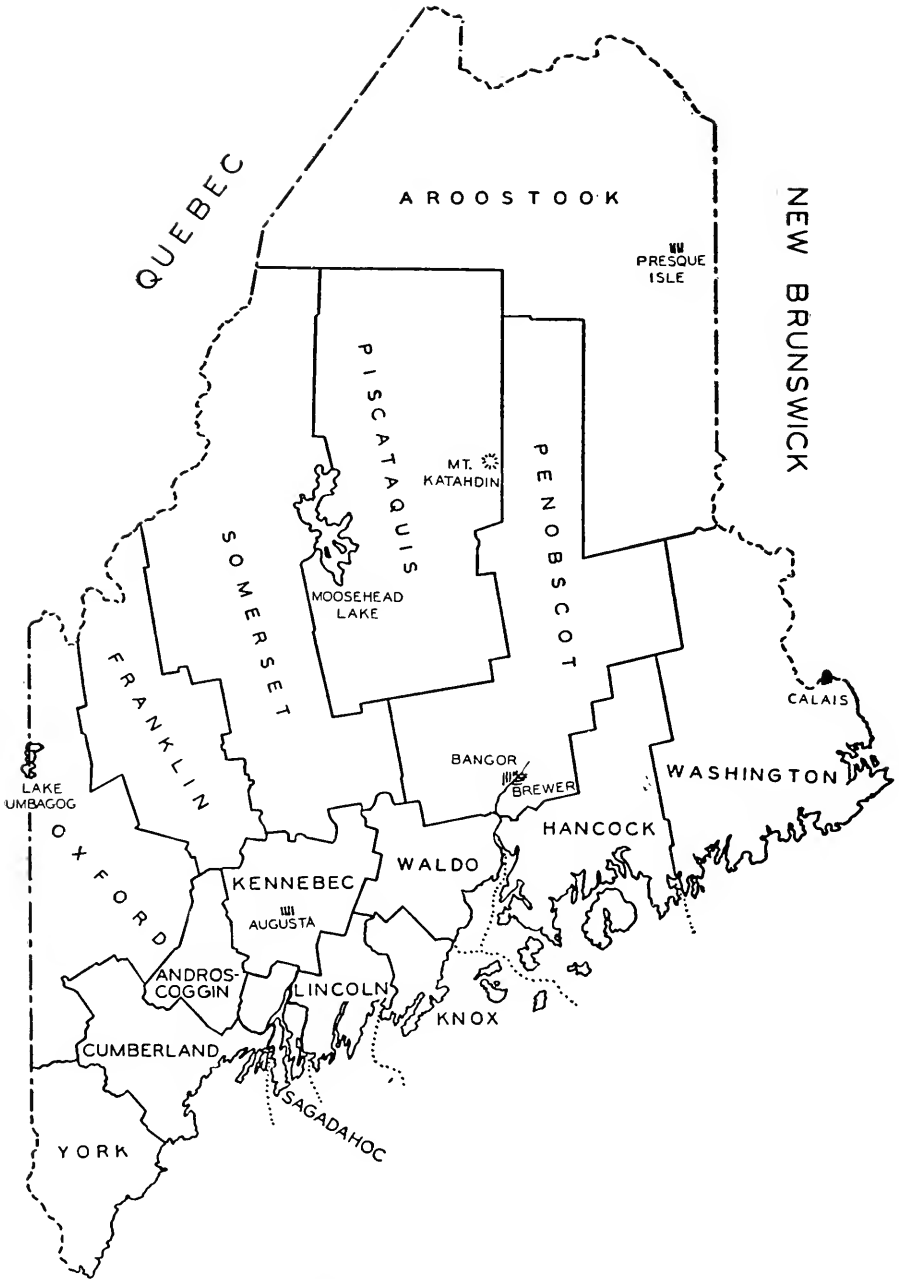 QUEBEC
AROOSTOOK
NEW BRUNSWICK
PRESQUE
ISLE
PISCATAQUIS
MT.
KATAHDIN
PENOBSCOT
SOMERSET
MOOSEHEAD
LAKE
FRANKLIN
CALAIS
BANGOR
BREWER
WASHINGTON
LAKE
UMBAGOG
OXFORD
HANCOCK
WALDO
KENNEBEC
AUGUSTA
ANDROS-
COGGIN
LINCOLN
KNOX
CUMBERLAND
SAGADAHOC
YORK